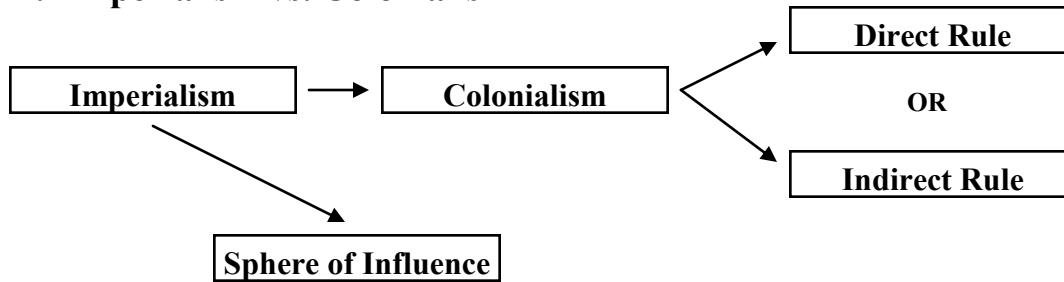 Direct Rule
Imperialism
Colonialism
OR
Indirect Rule
Sphere of Influence